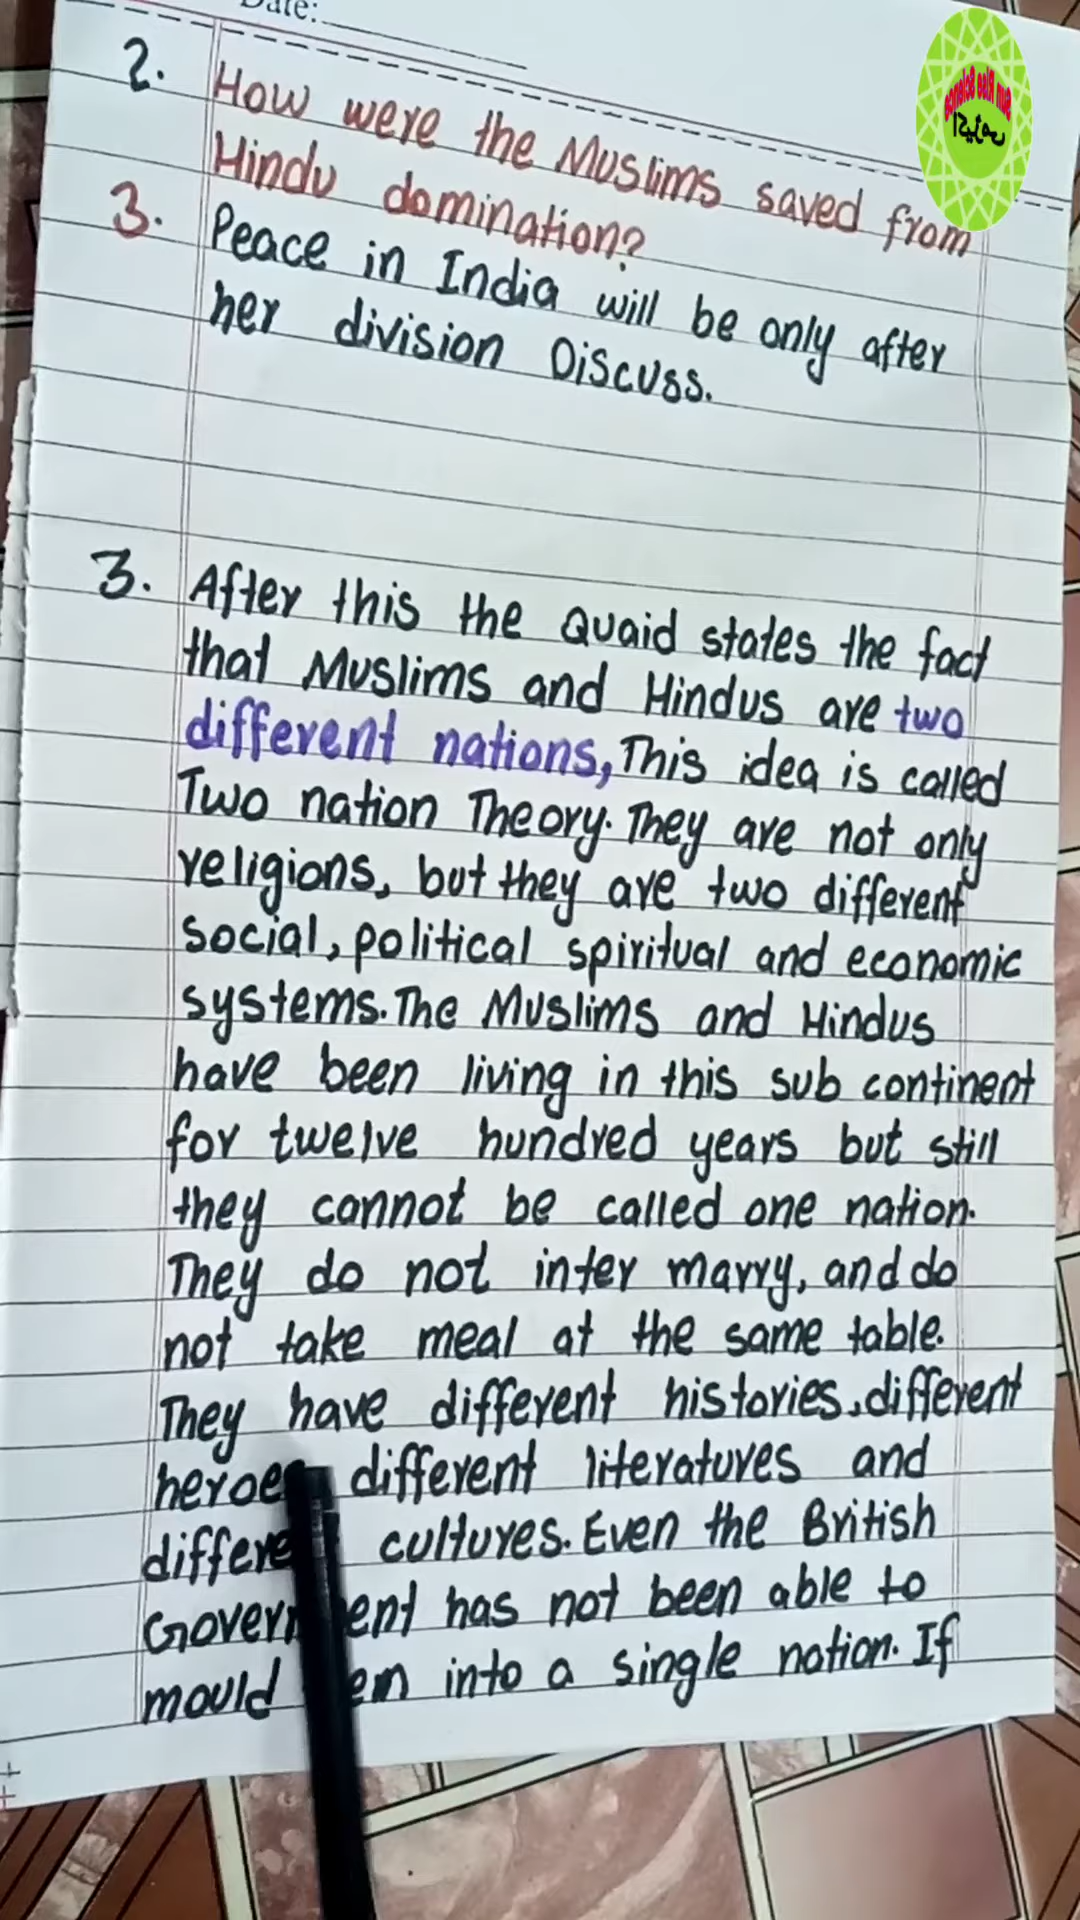 Date:
2. How were the Muslims saved from
Hindu domination?
3. Peace in India will be only after
her division Discuss.
3. After this the Quaid states the fact
that Muslims and Hindus are two
different nations, This idea is called
Two nation Theory. They are not only
religions, but they are two different
social, political spiritual and economic
systems. The Muslims and Hindus
have been living in this sub continent
for twelve hundred years but still
they cannot be called one nation.
They do not inter marry, and do
not take meal at the same table.
They have different histories, different
heroes different literatures and
differe cultures. Even the British
Govern ent has not been able to
mould em into a single nation. If